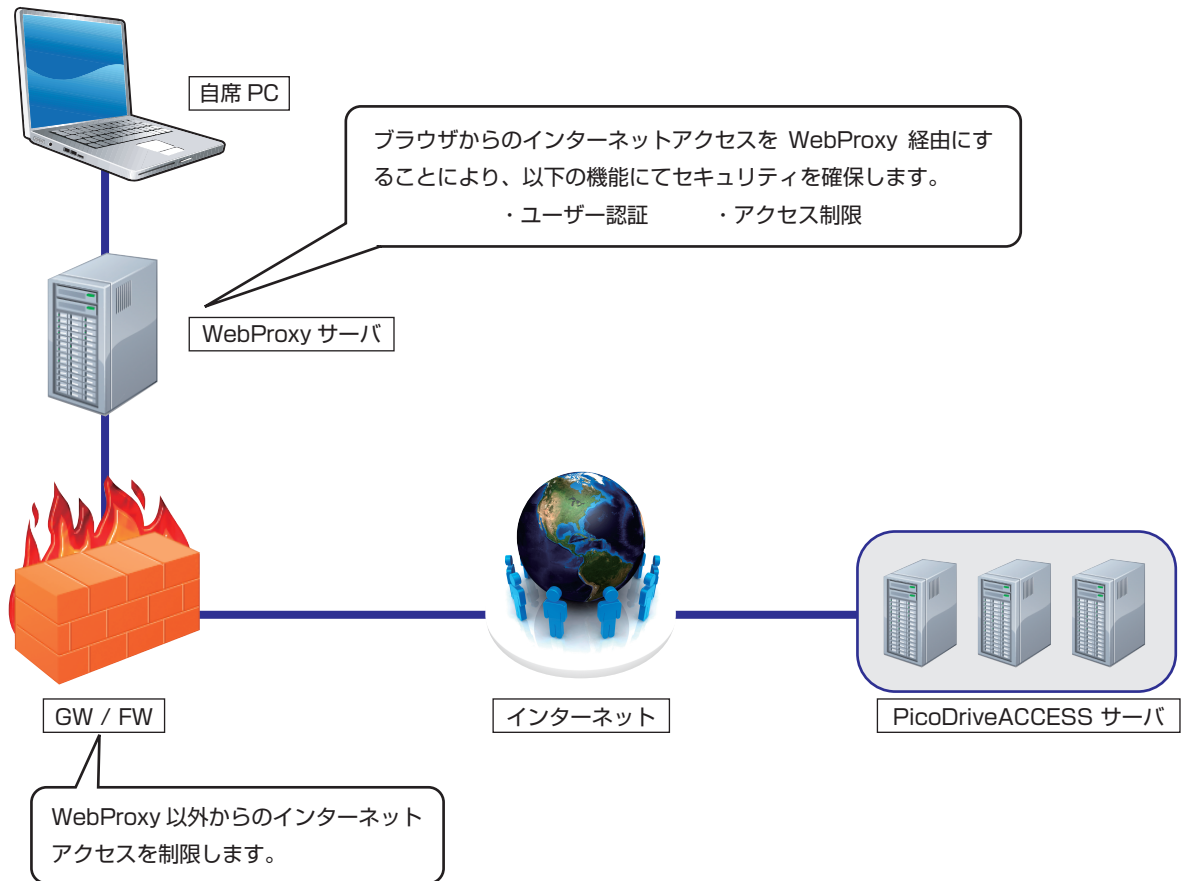 自席 PC
ブラウザからのインターネットアクセスを WebProxy 経由にす
ることにより、以下の機能にてセキュリティを確保します。
・ユーザー認証　　・アクセス制限
WebProxy サーバ
GW / FW
インターネット
PicoDriveACCESS サーバ
WebProxy 以外からのインターネット
アクセスを制限します。